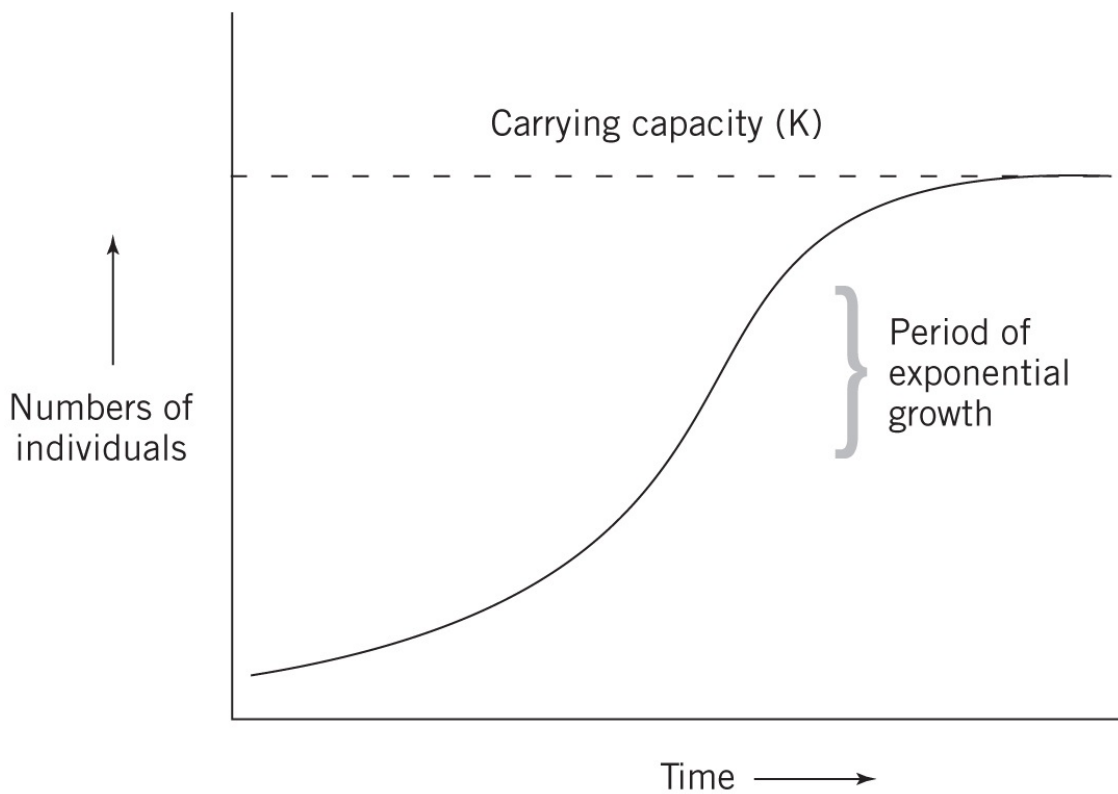 Carrying capacity (K)
Numbers of
individuals
Period of
exponential
growth
Time